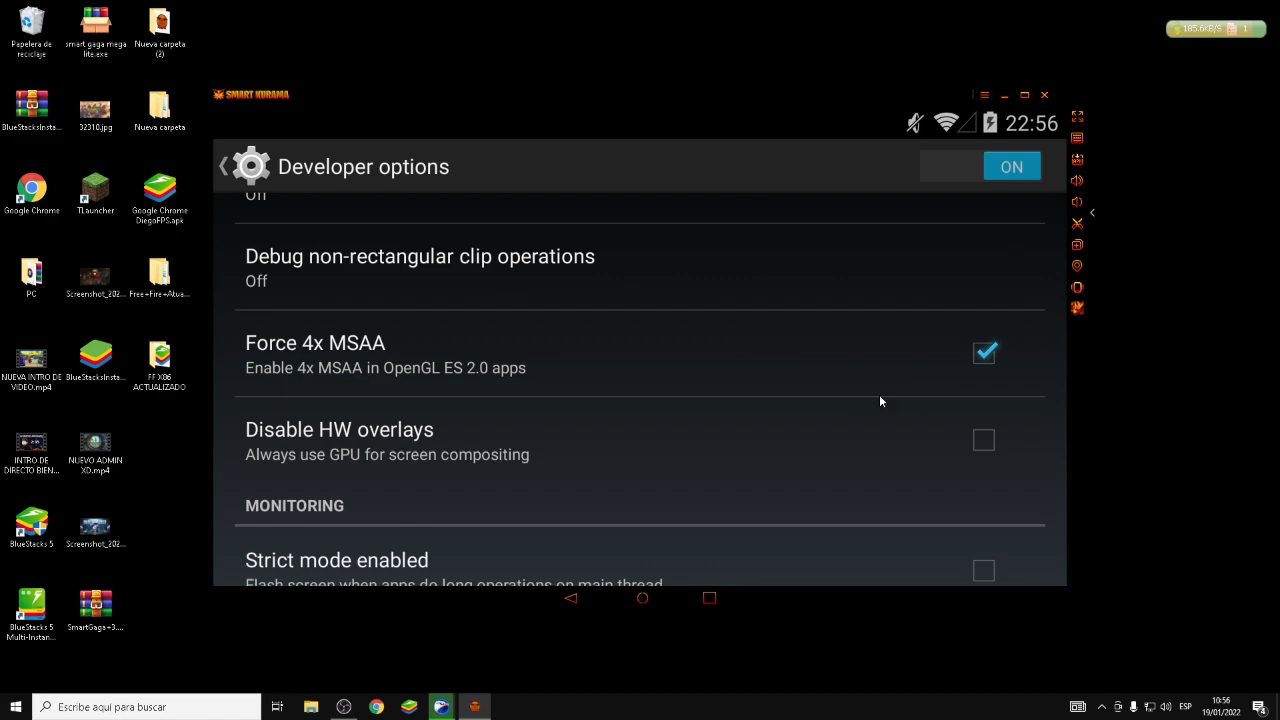 Papelera de
reciclaje
smart gaga mega
lite.exe
Nueva carpeta
(2)
185.6KB/S
1
SMART KURAMA
BlueStacksInsta...
32310.jpg
Nueva carpeta
22:56
Developer options
ON
Off
Debug non-rectangular clip operations
Off
Force 4x MSAA
Enable 4x MSAA in OpenGL ES 2.0 apps
Disable HW overlays
Always use GPU for screen compositing
MONITORING
Strict mode enabled
Flash screen when apps do long operations on main thread
Google Chrome
TLauncher
Google Chrome
DiegoFPS.apk
PC
Screenshot_202...
Free+Fire+Atua...
NUEVA INTRO DE
VIDEO.mp4
BlueStacksInsta...
FF X86
ACTUALIZADO
INTRO DE
DIRECTO BIEN...
NUEVO ADMIN
XD.mp4
BlueStacks 5
Screenshot_202...
BlueStacks 5
Multi-Instan...
SmartGaga+3....
Escribe aquí para buscar
ESP
10:56
19/01/2022
4